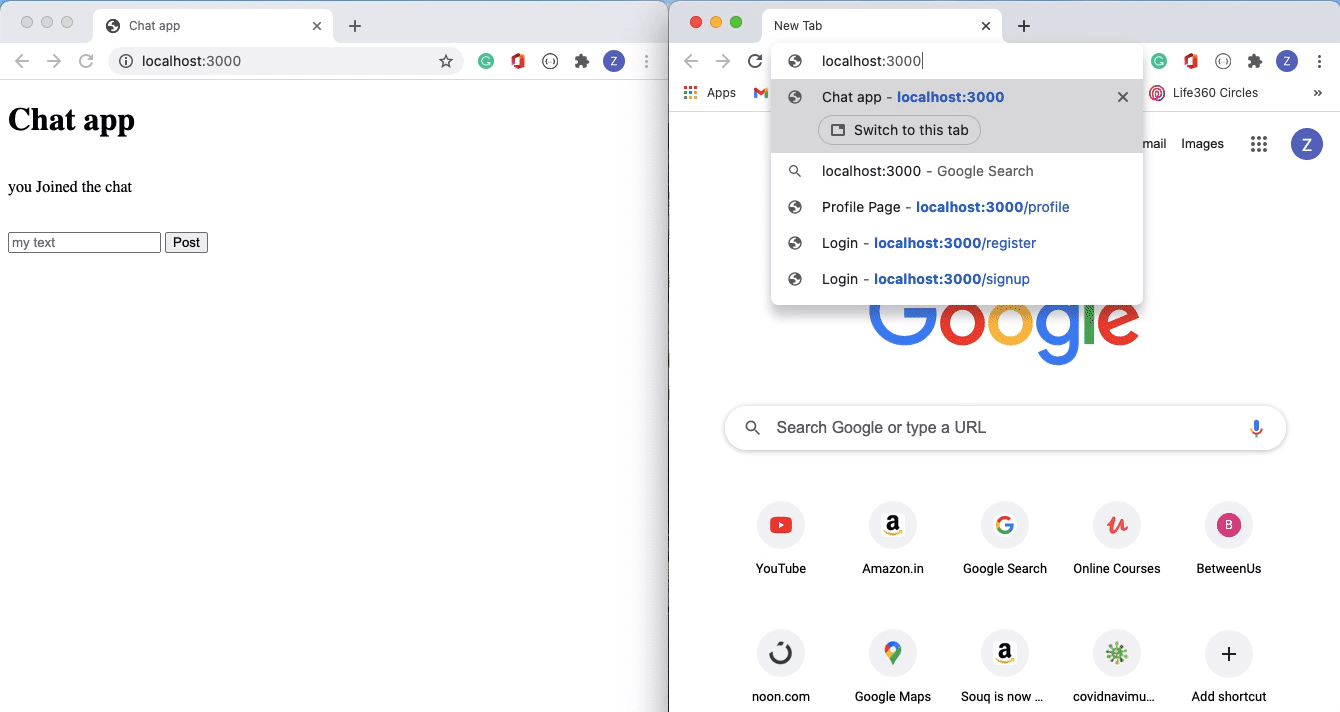 Chat app
localhost:3000
Z
Chat app
you Joined the chat
my text
Post
New Tab
localhost:3000
Z
Apps
Life360 Circles
»
Chat app - localhost:3000
Switch to this tab
localhost:3000 - Google Search
Profile Page - localhost:3000/profile
Login - localhost:3000/register
Login - localhost:3000/signup
mail
Images
Z
Google
Search Google or type a URL
YouTube
a
Amazon.in
G
Google Search
u
Online Courses
B
BetweenUs
noon.com
Google Maps
a
Souq is now ...
covidnavimu...
Add shortcut